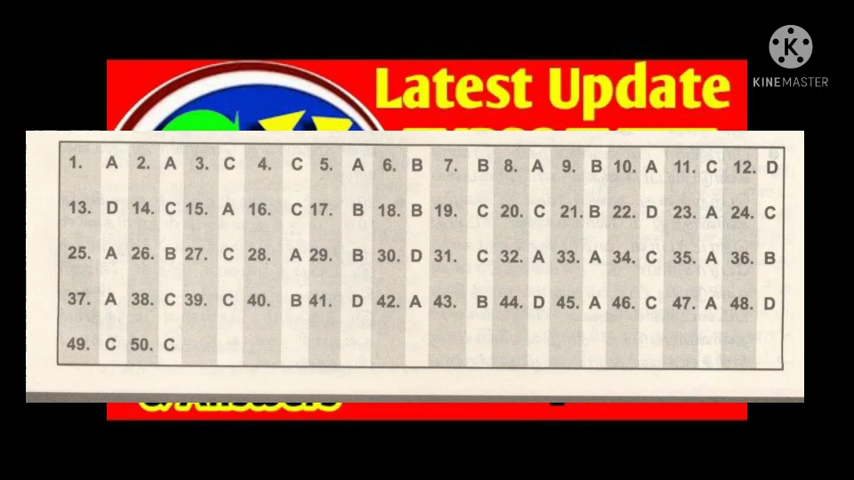 Latest Update
K
KINEMASTER
1. A 2. A 3. C 4. C 5. A 6. B 7. B 8. A 9. B 10. A 11. C 12. D
13. D 14. C 15. A 16. C 17. B 18. B 19. C 20. C 21. B 22. D 23. A 24. C
25. A 26. B 27. C 28. A 29. B 30. D 31. C 32. A 33. A 34. C 35. A 36. B
37. A 38. C 39. C 40. B 41. D 42. A 43. B 44. D 45. A 46. C 47. A 48. D
49. C 50. C